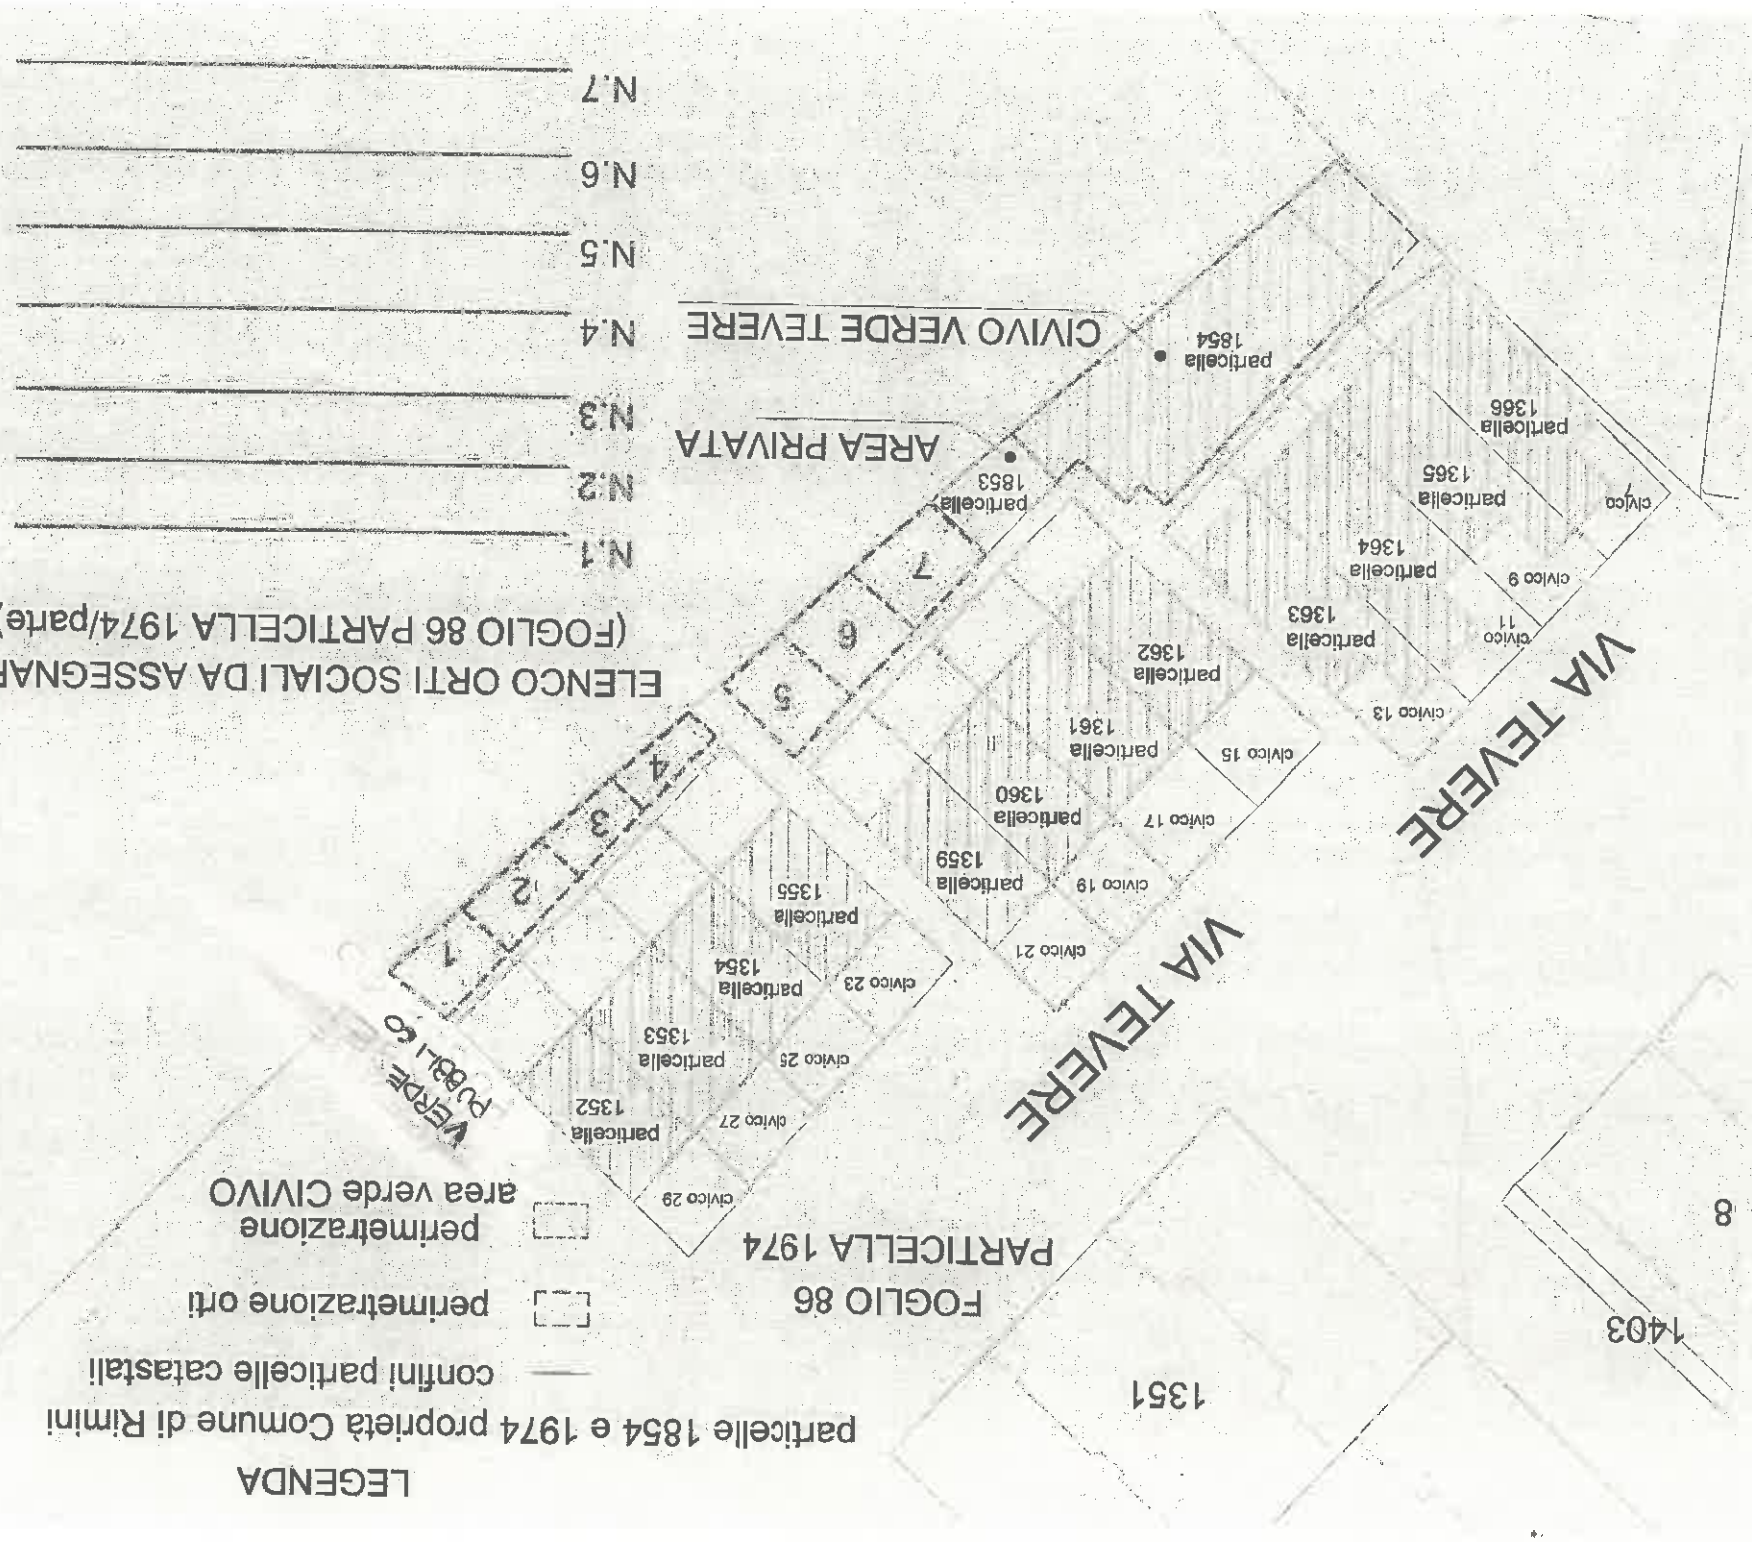 LEGENDA
particelle 1854 e 1974 proprietà Comune di Rimini
confini particelle catastali
perimetrazione orti
perimetrazione
area verde CIVIVO
1351
1403
8
FOGLIO 86
PARTICELLA 1974
VERDE
PUBBLICO
VIA TEVERE
VIA TEVERE
civico 29
civico 27
civico 25
civico 23
particella
1352
particella
1353
particella
1354
particella
1355
1
2
3
4
civico 21
civico 19
civico 17
civico 15
particella
1359
particella
1360
particella
1361
particella
1362
5
6
7
civico 13
civico
11
civico 9
civico
7
particella
1363
particella
1364
particella
1365
particella
1366
particella
1853
AREA PRIVATA
particella
1854
CIVIVO VERDE TEVERE
ELENCO ORTI SOCIALI DA ASSEGNAR
(FOGLIO 86 PARTICELLA 1974/parte)
N.1
N.2
N.3
N.4
N.5
N.6
N.7